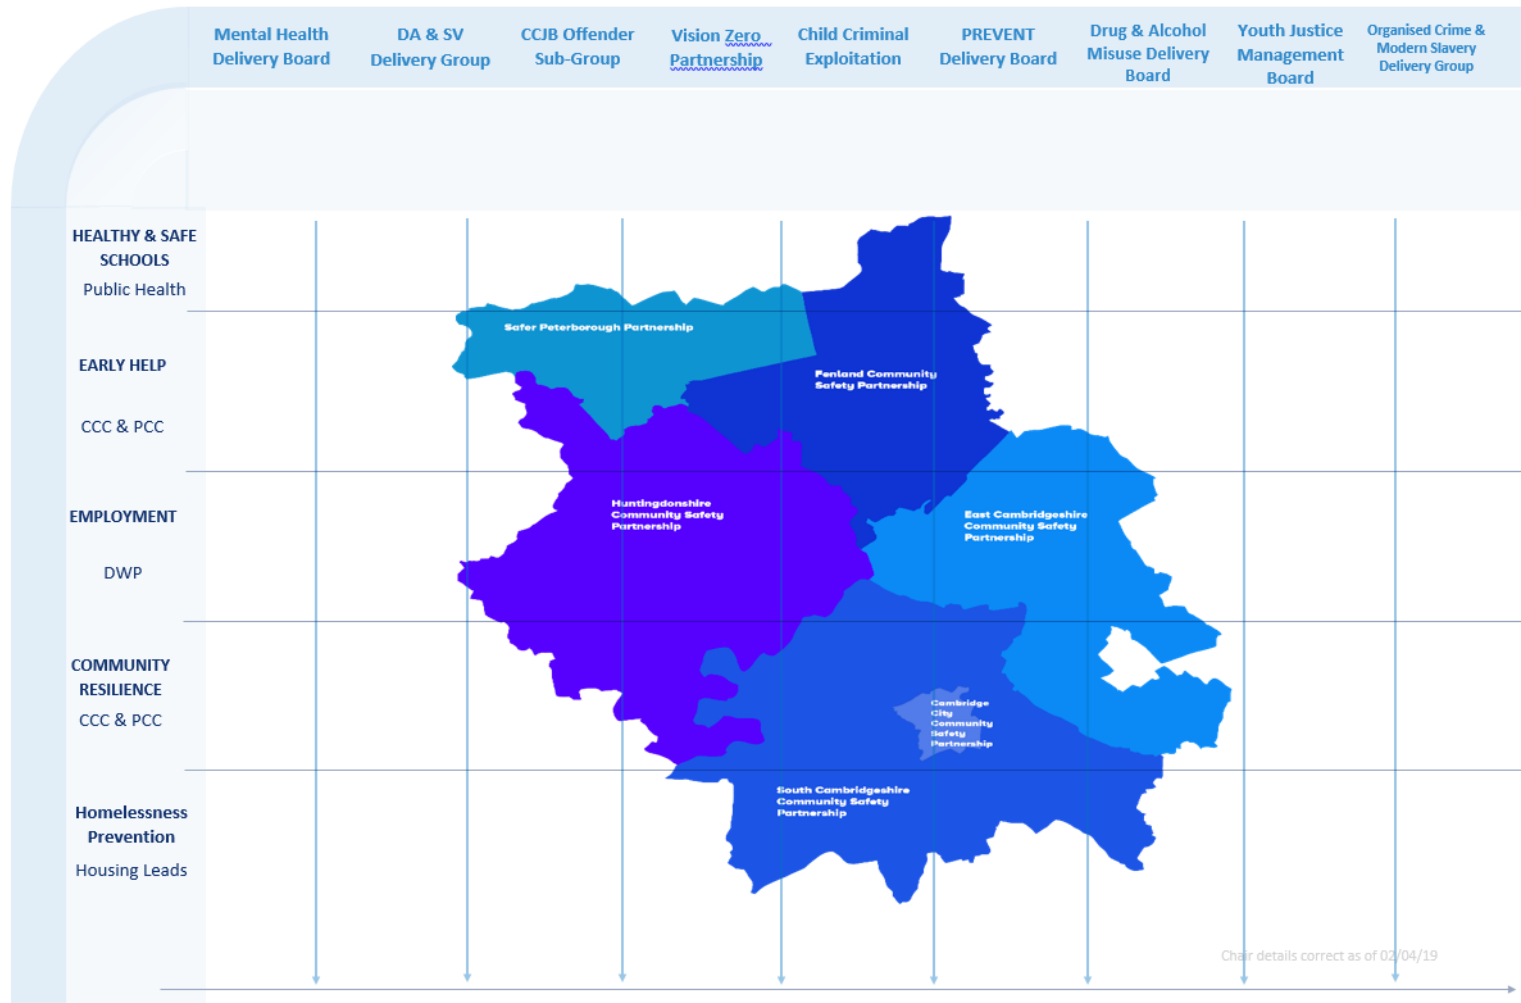 Mental Health
Delivery Board
DA & SV
Delivery Group
CCJB Offender
Sub-Group
Vision Zero
Partnership
Child Criminal
Exploitation
PREVENT
Delivery Board
Drug & Alcohol
Misuse Delivery
Board
Youth Justice
Management
Board
Organised Crime &
Modern Slavery
Delivery Group
HEALTHY & SAFE
SCHOOLS
Public Health
EARLY HELP
CCC & PCC
EMPLOYMENT
DWP
COMMUNITY
RESILIENCE
CCC & PCC
Homelessness
Prevention
Housing Leads
Safer Peterborough Partnership
Fenland Community
Safety Partnership
Huntingdonshire
Community Safety
Partnership
East Cambridgeshire
Community Safety
Partnership
Cambridge
City
Community
Safety
Partnership
South Cambridgeshire
Community Safety
Partnership
Chair details correct as of 02/04/19